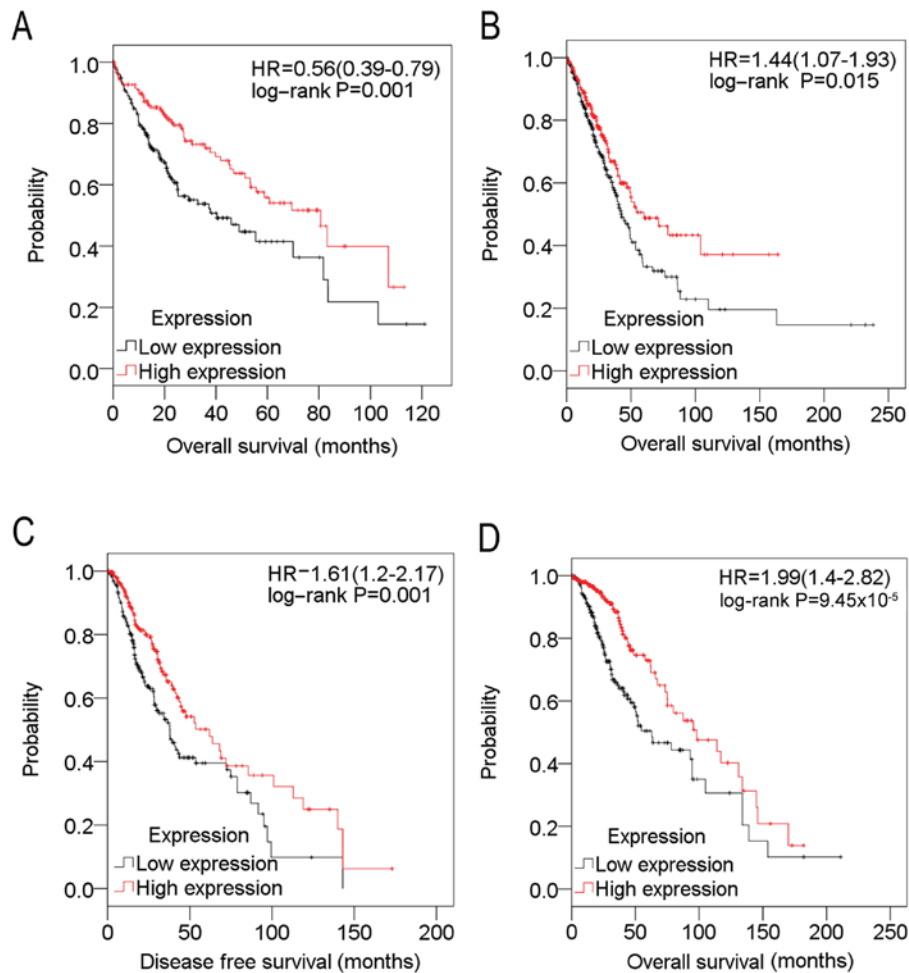 A
HR=0.56(0.39-0.79)
log-rank P=0.001
1.0
0.8
0.6
0.4
0.2
0.0
Probability
Expression
Low expression
High expression
0 20 40 60 80 100 120
Overall survival (months)
B
HR=1.44(1.07-1.93)
log-rank P=0.015
1.0
0.8
0.6
0.4
0.2
0.0
Probability
Expression
Low expression
High expression
0 50 100 150 200 250
Overall survival (months)
C
HR=1.61(1.2-2.17)
log-rank P=0.001
1.0
0.8
0.6
0.4
0.2
0.0
Probability
Expression
Low expression
High expression
0 50 100 150 200
Disease free survival (months)
D
HR=1.99(1.4-2.82)
log-rank P=9.45x10⁻⁵
1.0
0.8
0.6
0.4
0.2
0.0
Probability
Expression
Low expression
High expression
0 50 100 150 200 250
Overall survival (months)